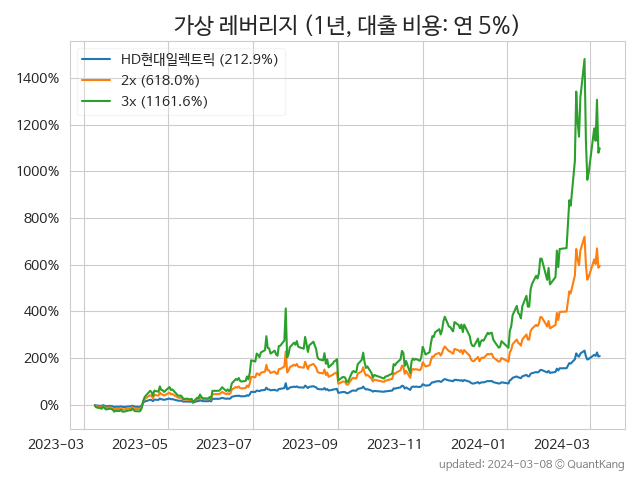 가상 레버리지 (1년, 대출 비용: 연 5%)
HD현대일렉트릭 (212.9%)
2x (618.0%)
3x (1161.6%)
1400%
1200%
1000%
800%
600%
400%
200%
0%
2023-03 2023-05 2023-07 2023-09 2023-11 2024-01 2024-03
updated: 2024-03-08 © QuantKang